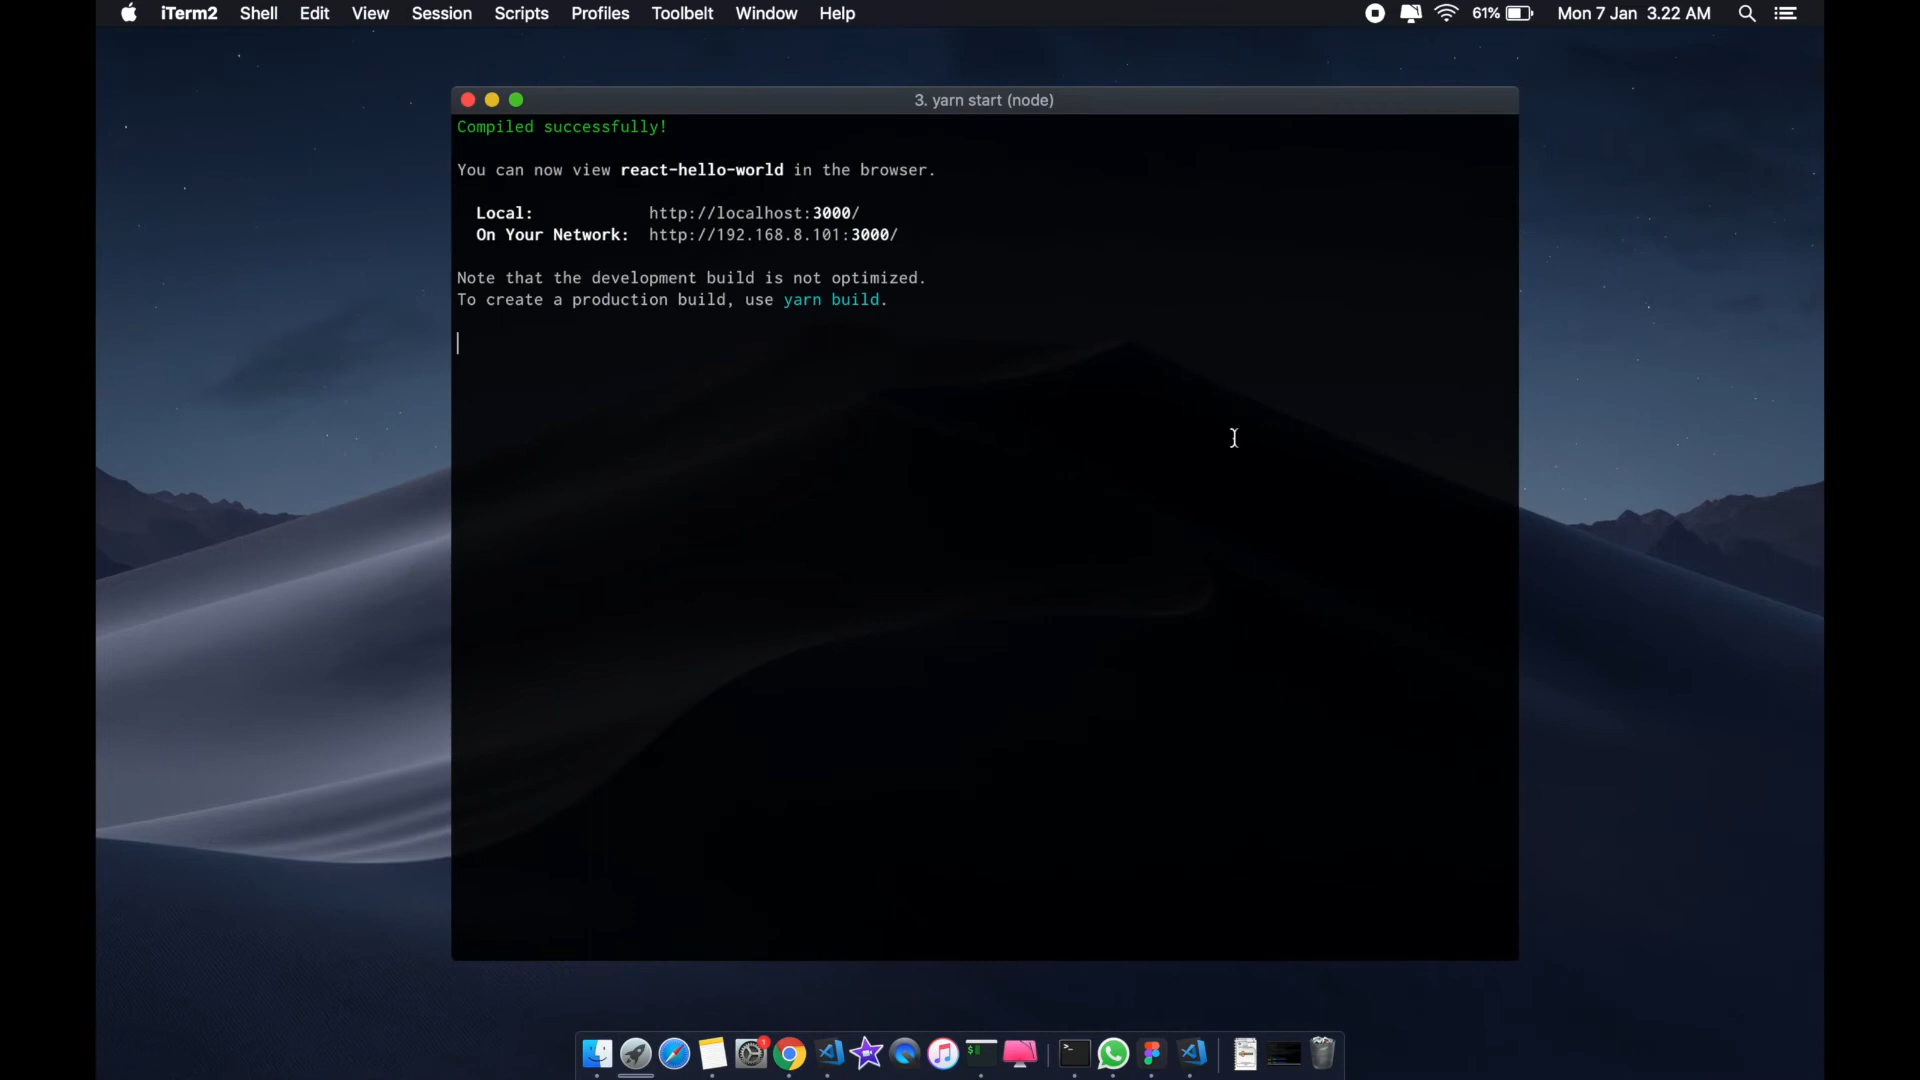 iTerm2 Shell Edit View Session Scripts Profiles Toolbelt Window Help 61% Mon 7 Jan 3.22 AM
3. yarn start (node)
Compiled successfully!
You can now view react-hello-world in the browser.
Local: http://localhost:3000/
On Your Network: http://192.168.8.101:3000/
Note that the development build is not optimized.
To create a production build, use yarn build.
1